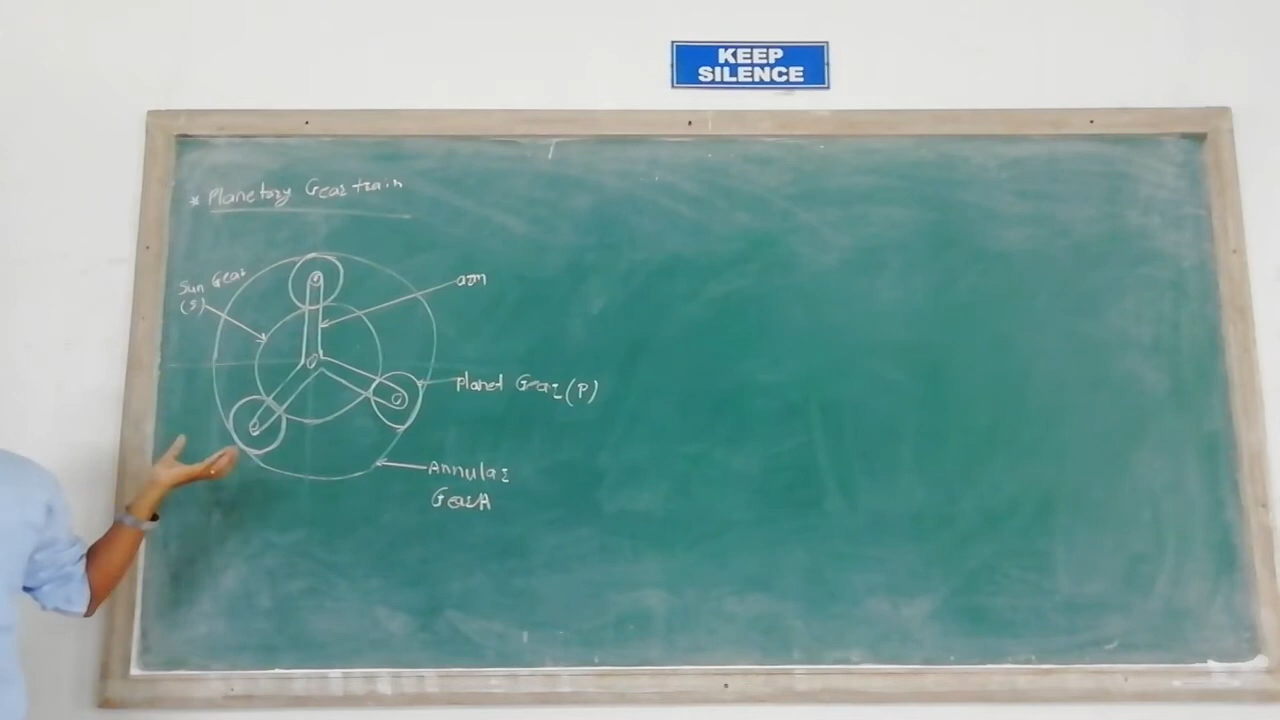 KEEP
SILENCE
* Planetary Gear train
Sun Gear
(S)
arm
Planet Gear (P)
Annular
Gear A